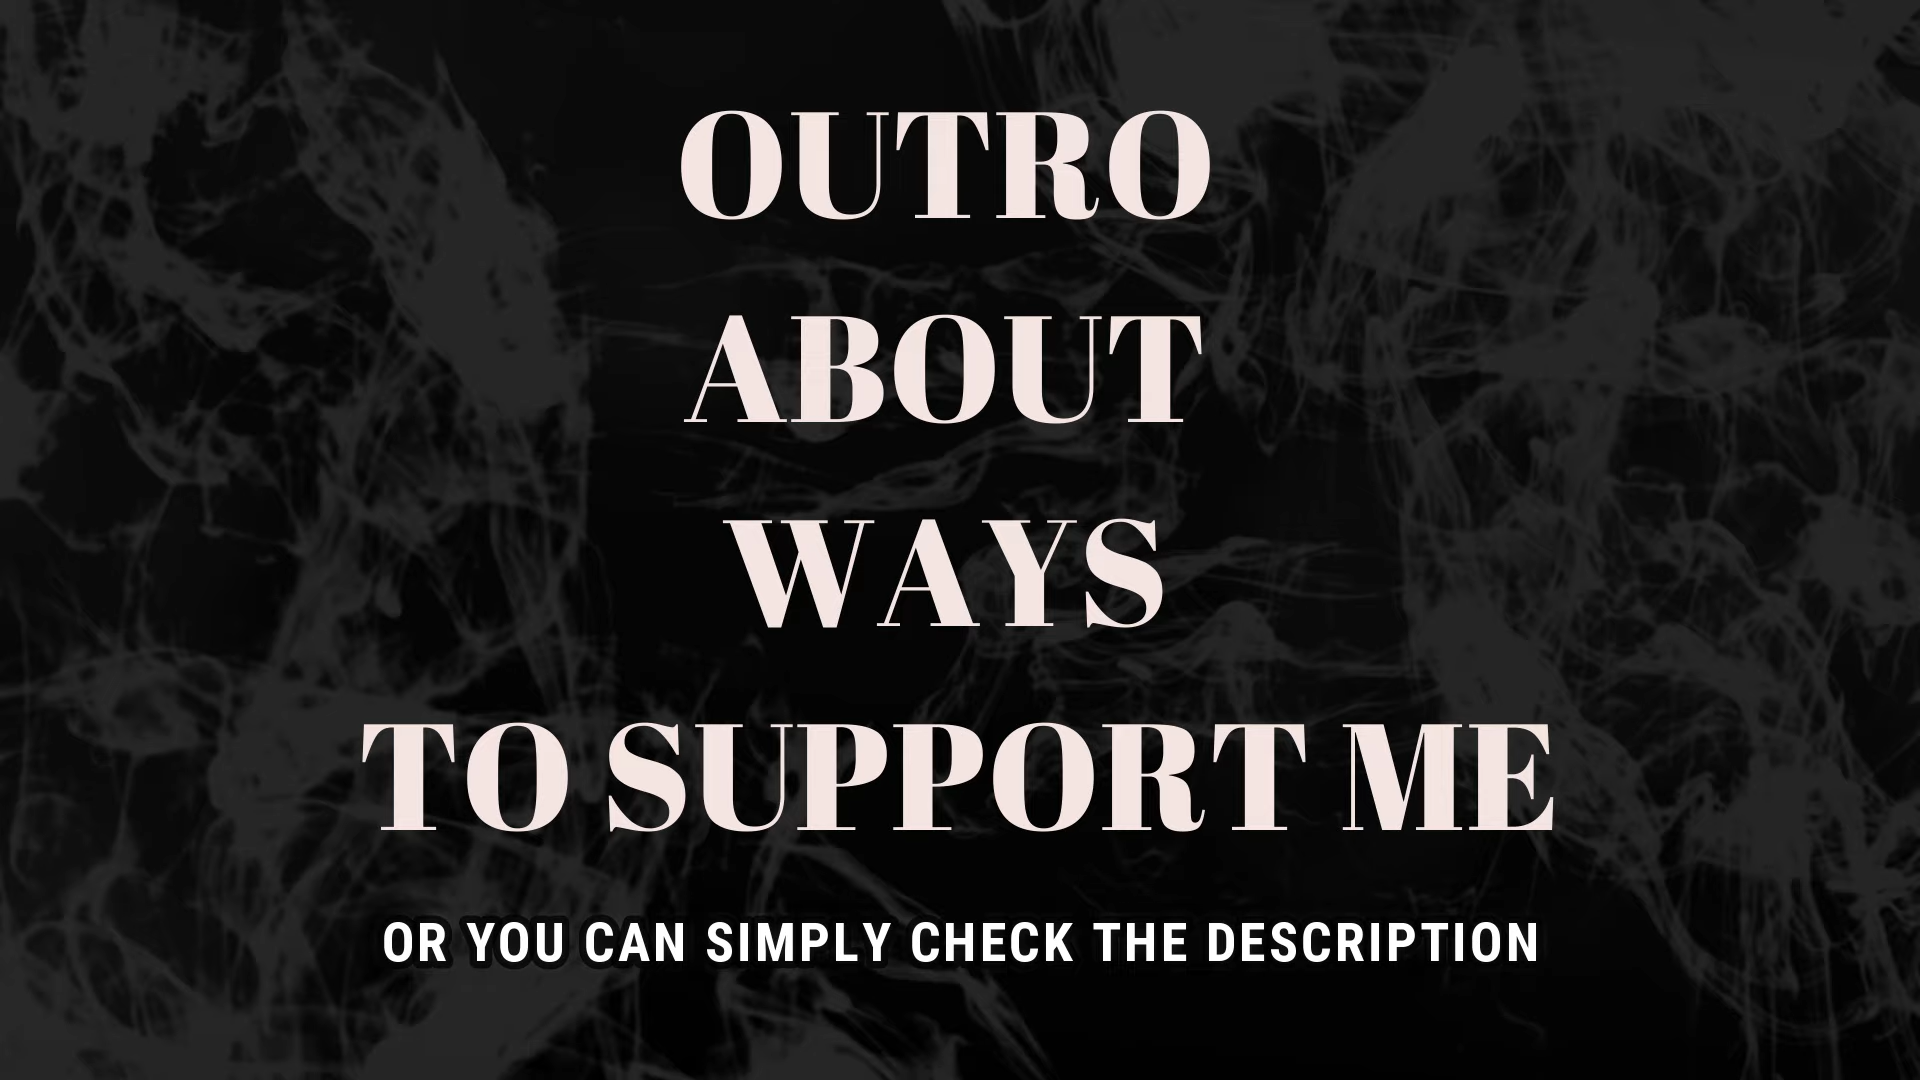 OUTRO
ABOUT
WAYS
TO SUPPORT ME
OR YOU CAN SIMPLY CHECK THE DESCRIPTION